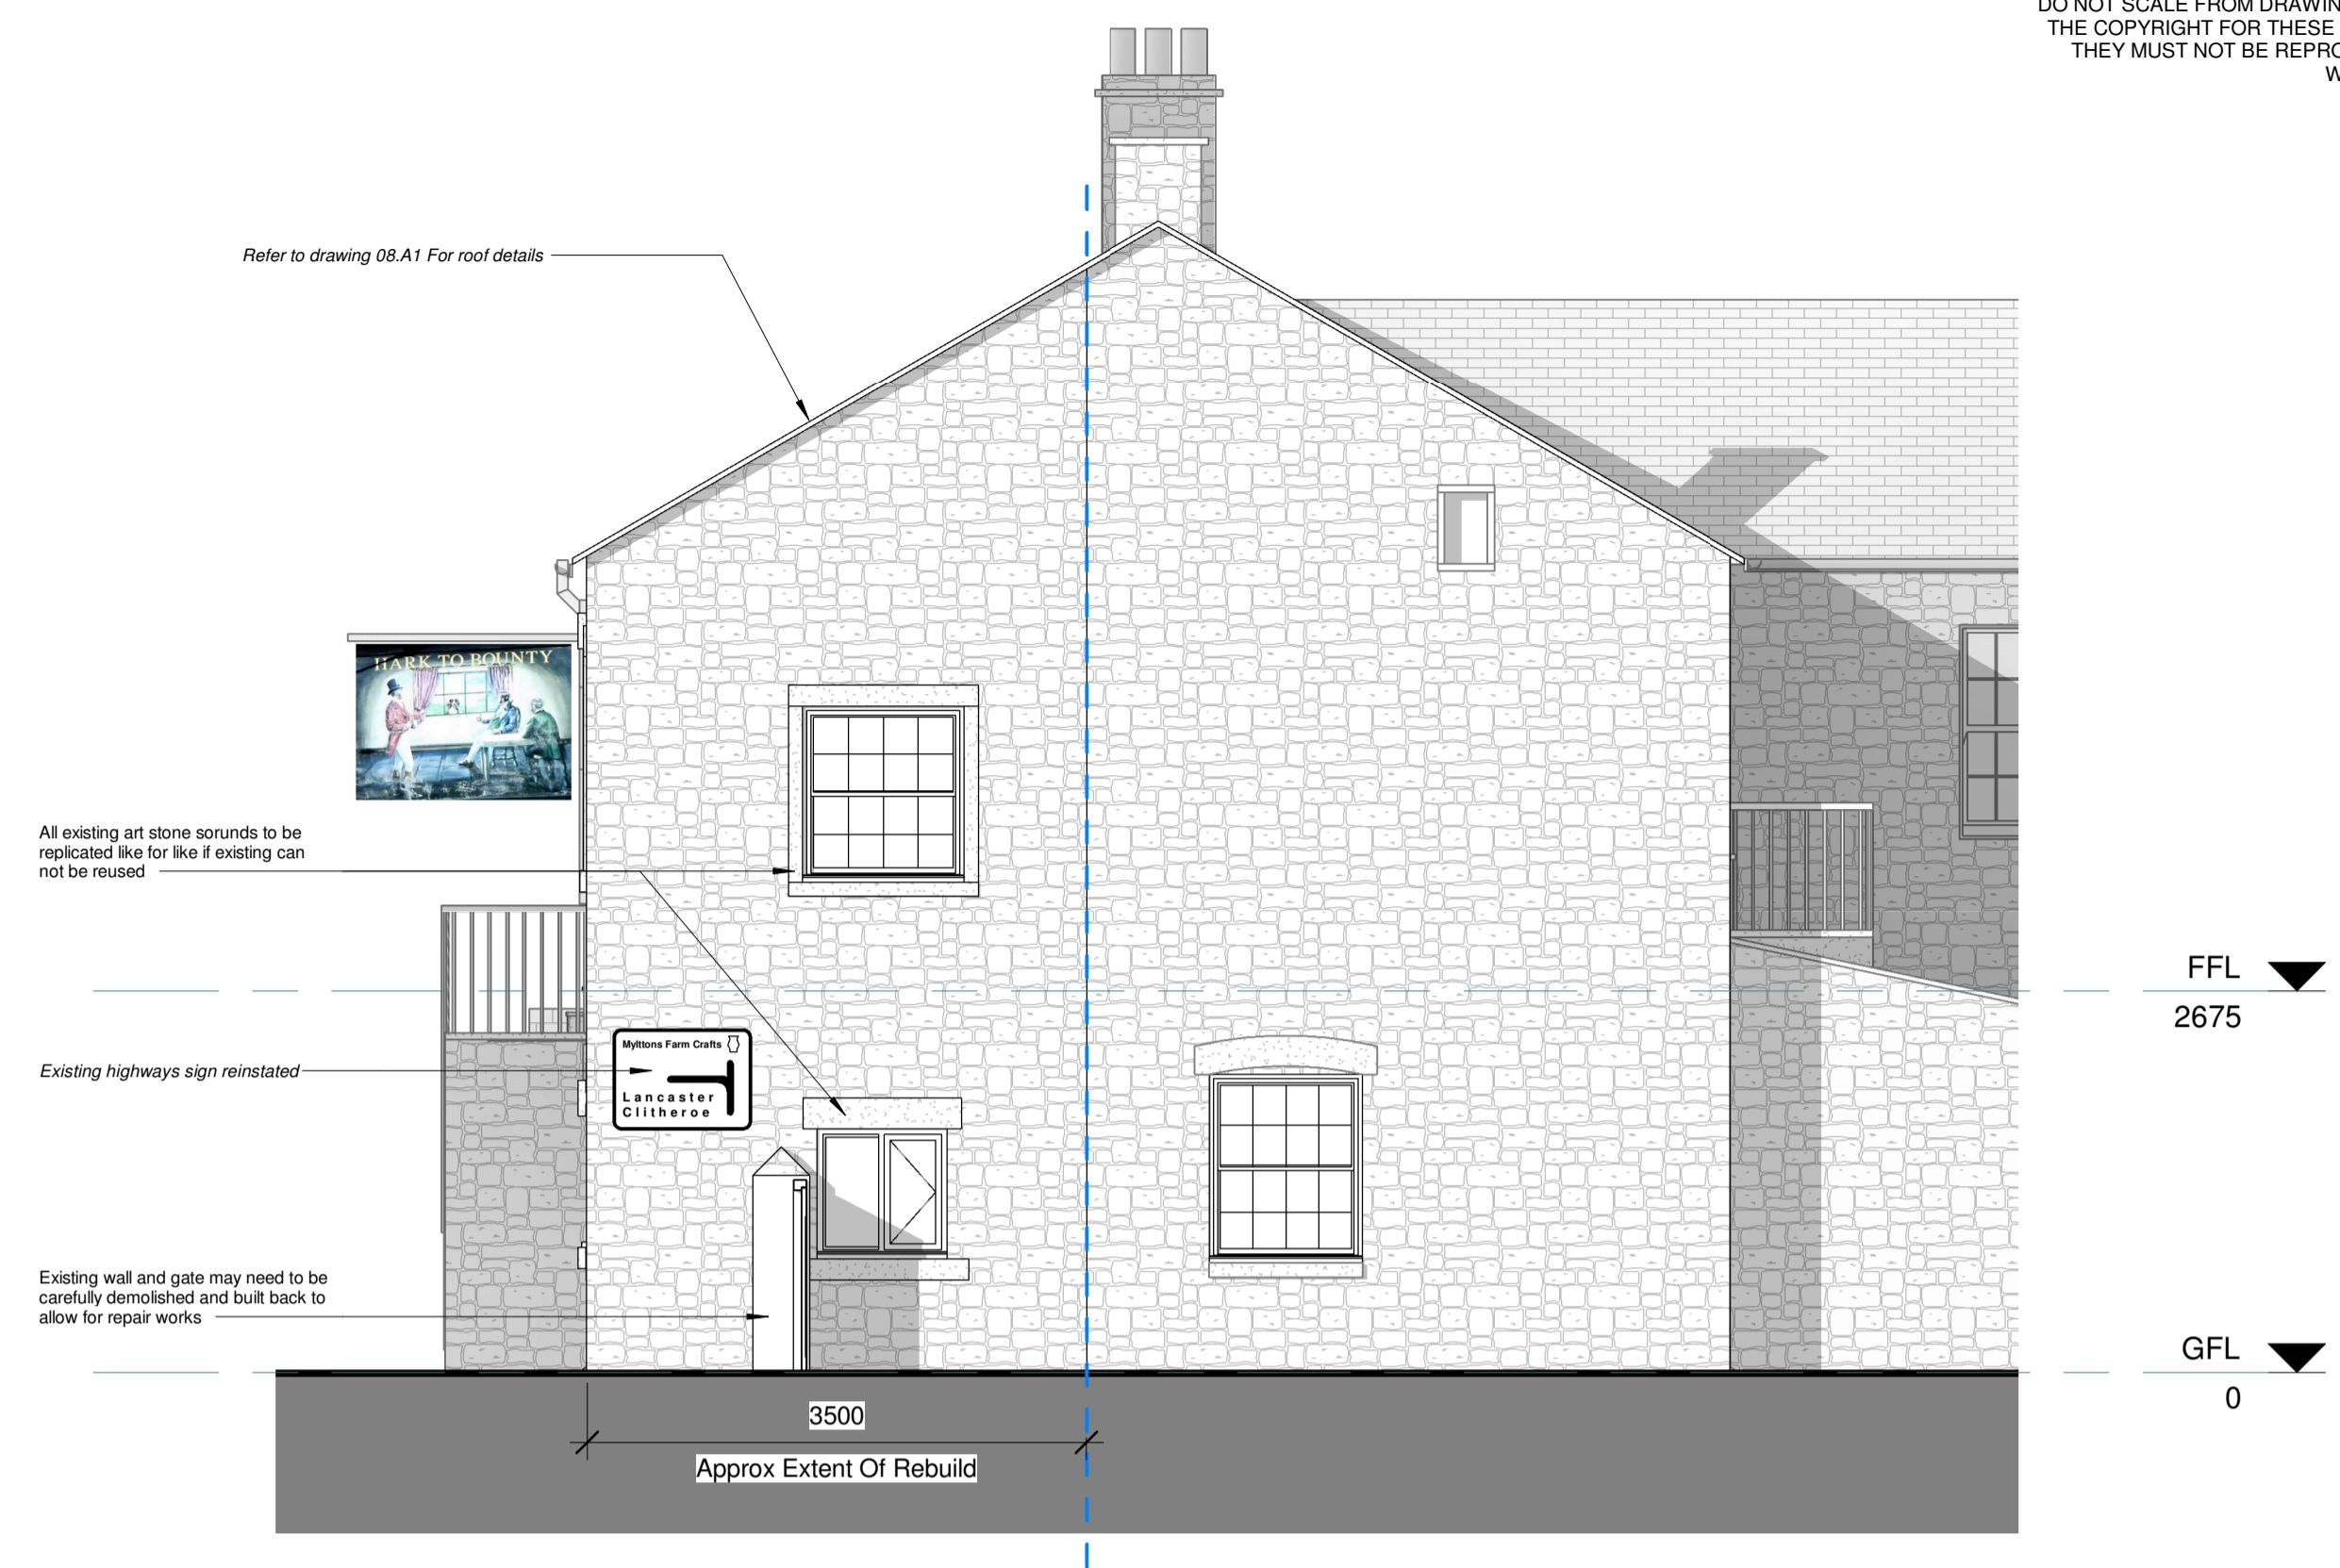 DO NOT SCALE FROM DRAWIN
THE COPYRIGHT FOR THESE
THEY MUST NOT BE REPRO
W
Refer to drawing 08.A1 For roof details
HARK TO BOUNTY
All existing art stone sorunds to be
replicated like for like if existing can
not be reused
FFL
2675
Mylttons Farm Crafts
Existing highways sign reinstated
Lancaster
Clitheroe
Existing wall and gate may need to be
carefully demolished and built back to
allow for repair works
GFL
0
3500
Approx Extent Of Rebuild